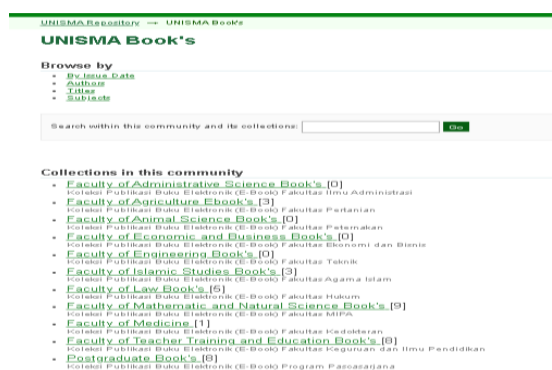 UNISMA Repository → UNISMA Book's
UNISMA Book's
Browse by
By Issue Date
Authors
Titles
Subjects
Search within this community and its collections: Go
Collections in this community
Faculty of Administrative Science Book's [0]
Koleksi Publikasi Buku Elektronik (E-Book) Fakultas Ilmu Administrasi
Faculty of Agriculture Ebook's [3]
Koleksi Publikasi Buku Elektronik (E-Book) Fakultas Pertanian
Faculty of Animal Science Book's [0]
Koleksi Publikasi Buku Elektronik (E-Book) Fakultas Peternakan
Faculty of Economic and Business Book's [0]
Koleksi Publikasi Buku Elektronik (E-Book) Fakultas Ekonomi dan Bisnis
Faculty of Engineering Book's [0]
Koleksi Publikasi Buku Elektronik (E-Book) Fakultas Teknik
Faculty of Islamic Studies Book's [3]
Koleksi Publikasi Buku Elektronik (E-Book) Fakultas Agama Islam
Faculty of Law Book's [5]
Koleksi Publikasi Buku Elektronik (E-Book) Fakultas Hukum
Faculty of Mathematic and Natural Science Book's [9]
Koleksi Publikasi Buku Elektronik (E-Book) Fakultas MIPA
Faculty of Medicine [1]
Koleksi Publikasi Buku Elektronik (E-Book) Fakultas Kedokteran
Faculty of Teacher Training and Education Book's [8]
Koleksi Publikasi Buku Elektronik (E-Book) Fakultas Keguruan dan Ilmu Pendidikan
Postgraduate Book's [8]
Koleksi Publikasi Buku Elektronik (E-Book) Program Pascasarjana